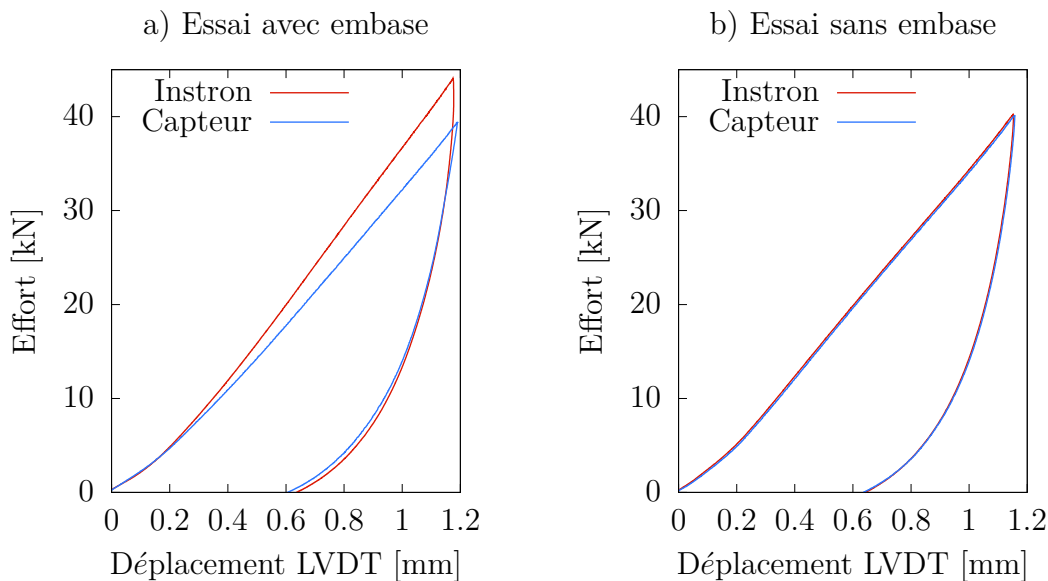 a) Essai avec embase
Instron
Capteur
40
30
20
10
0
Effort [kN]
0 0.2 0.4 0.6 0.8 1 1.2
Déplacement LVDT [mm]
b) Essai sans embase
Instron
Capteur
40
30
20
10
0
Effort [kN]
0 0.2 0.4 0.6 0.8 1 1.2
Déplacement LVDT [mm]